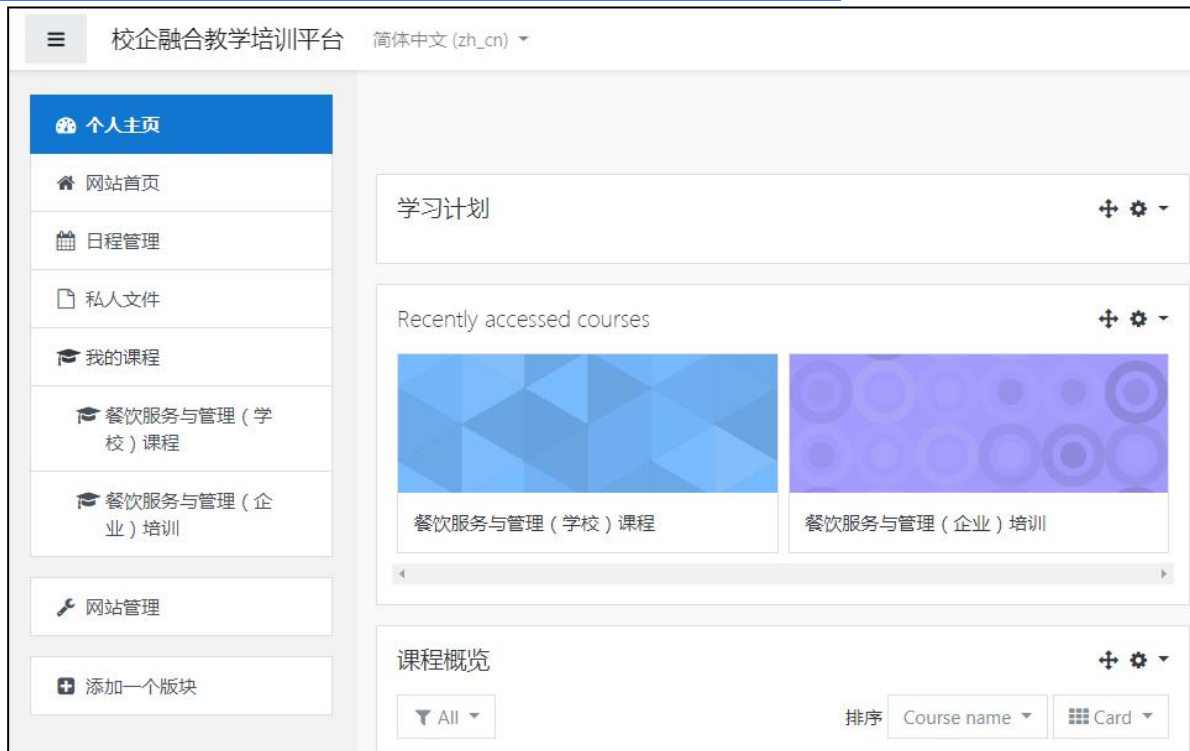 校企融合教学培训平台 简体中文 (zh_cn)
个人主页
网站首页
日程管理
私人文件
我的课程
餐饮服务与管理（学
校）课程
餐饮服务与管理（企
业）培训
网站管理
添加一个版块
学习计划
Recently accessed courses
餐饮服务与管理（学校）课程
餐饮服务与管理（企业）培训
课程概览
All
排序 Course name Card